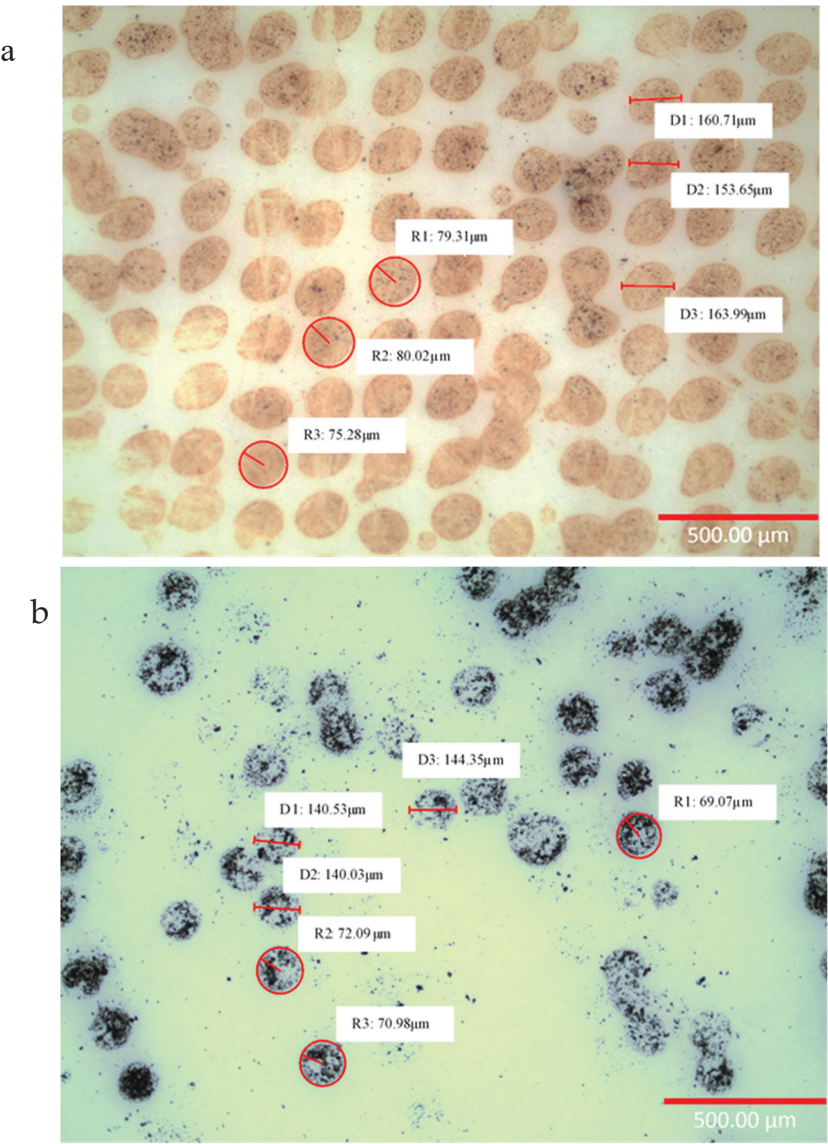 a
D1: 160.71µm
D2: 153.65µm
R1: 79.31µm
D3: 163.99µm
R2: 80.02µm
R3: 75.28µm
500.00 µm
b
D3: 144.35µm
D1: 140.53µm
R1: 69.07µm
D2: 140.03µm
R2: 72.09µm
R3: 70.98µm
500.00 µm